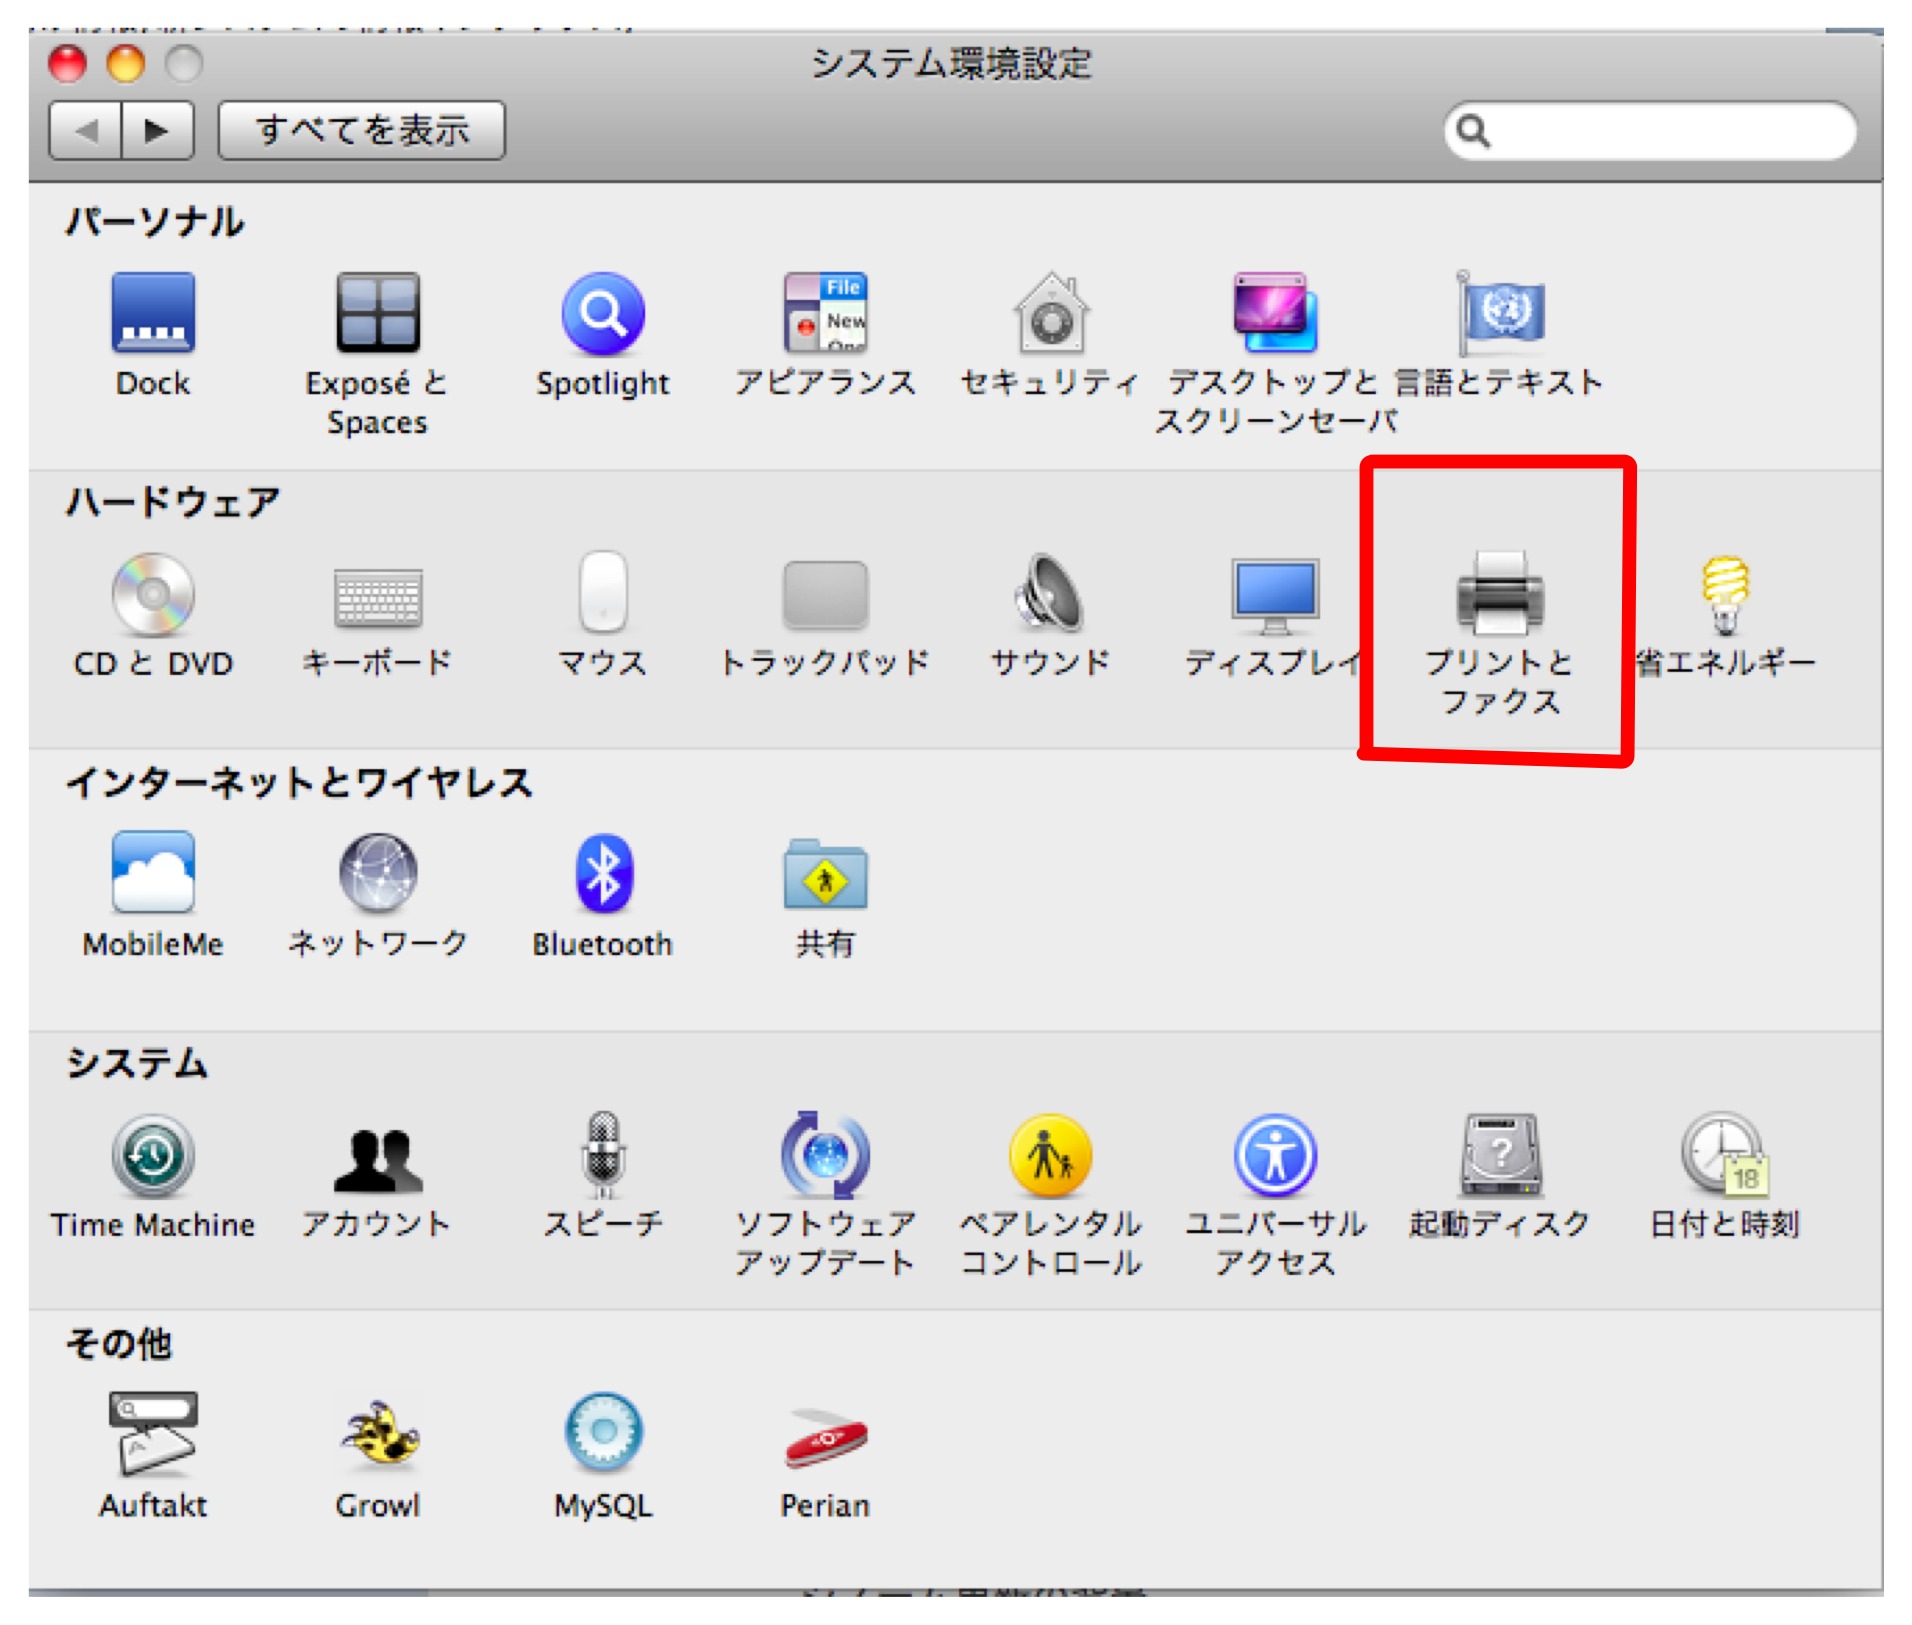 システム環境設定
すべてを表示
パーソナル
File
New
Dock
Exposé と
Spaces
Spotlight
アピアランス
セキュリティ
デスクトップと
スクリーンセーバ
言語とテキスト
ハードウェア
CD と DVD
キーボード
マウス
トラックパッド
サウンド
ディスプレイ
プリントと
ファクス
省エネルギー
インターネットとワイヤレス
MobileMe
ネットワーク
Bluetooth
共有
システム
18
Time Machine
アカウント
スピーチ
ソフトウェア
アップデート
ペアレンタル
コントロール
ユニバーサル
アクセス
起動ディスク
日付と時刻
その他
Auftakt
Growl
MySQL
Perian